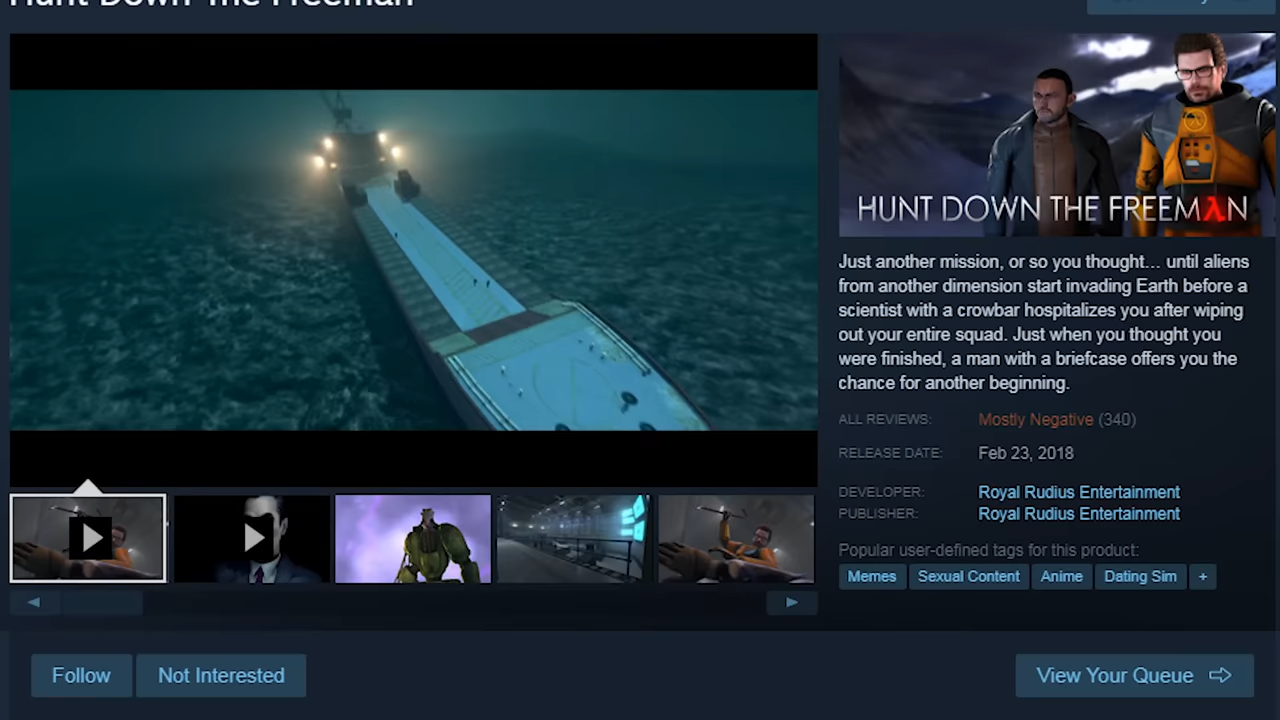 Hunt Down The Freeman
HUNT DOWN THE FREEMλN
Just another mission, or so you thought... until aliens
from another dimension start invading Earth before a
scientist with a crowbar hospitalizes you after wiping
out your entire squad. Just when you thought you
were finished, a man with a briefcase offers you the
chance for another beginning.
ALL REVIEWS: Mostly Negative (340)
RELEASE DATE: Feb 23, 2018
DEVELOPER: Royal Rudius Entertainment
PUBLISHER: Royal Rudius Entertainment
Popular user-defined tags for this product:
Memes Sexual Content Anime Dating Sim +
Follow Not Interested View Your Queue